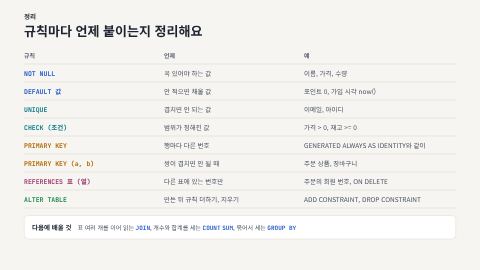 정리
규칙마다 언제 붙이는지 정리해요
규칙 언제 예
NOT NULL 꼭 있어야 하는 값 이름, 가격, 수량
DEFAULT 값 안 적으면 채울 값 포인트 0, 가입 시각 now()
UNIQUE 겹치면 안 되는 값 이메일, 아이디
CHECK (조건) 범위가 정해진 값 가격 > 0, 재고 >= 0
PRIMARY KEY 행마다 다른 번호 GENERATED ALWAYS AS IDENTITY와 같이
PRIMARY KEY (a, b) 쌍이 겹치면 안 될 때 주문 상품, 장바구니
REFERENCES 표 (열) 다른 표에 있는 번호만 주문의 회원 번호, ON DELETE
ALTER TABLE 만든 뒤 규칙 더하기, 지우기 ADD CONSTRAINT, DROP CONSTRAINT
다음에 배울 것 표 여러 개를 이어 읽는 JOIN, 개수와 합계를 세는 COUNT SUM, 묶어서 세는 GROUP BY